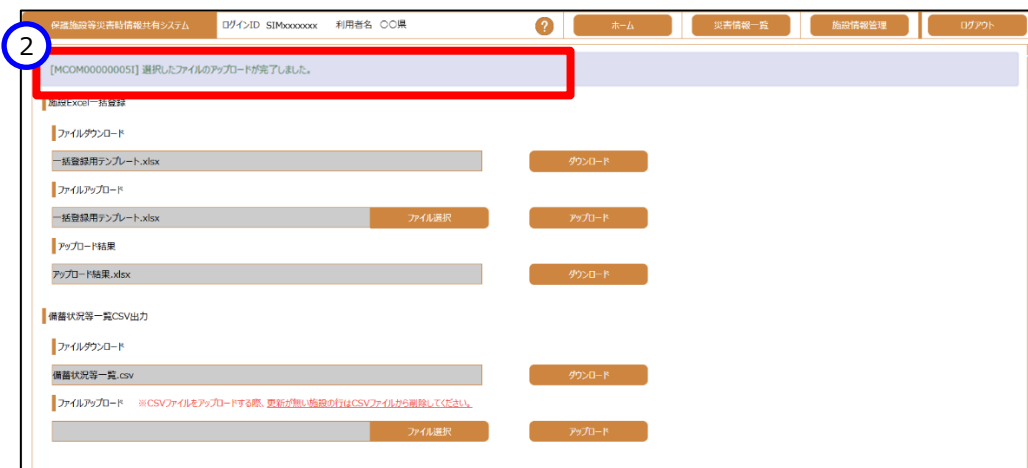 保護施設等災害時情報共有システム ログインID SIMxxxxxxx 利用者名 〇〇県 ? ホーム 災害情報一覧 施設情報管理 ログアウト
2
[MCOM000000051] 選択したファイルのアップロードが完了しました。
施設Excel一括登録
ファイルダウンロード
一括登録用テンプレート.xlsx ダウンロード
ファイルアップロード
一括登録用テンプレート.xlsx ファイル選択 アップロード
アップロード結果
アップロード結果.xlsx ダウンロード
備蓄状況等一覧CSV出力
ファイルダウンロード
備蓄状況等一覧.csv ダウンロード
ファイルアップロード ※CSVファイルをアップロードする際、更新が無い施設の行はCSVファイルから削除してください。
ファイル選択 アップロード